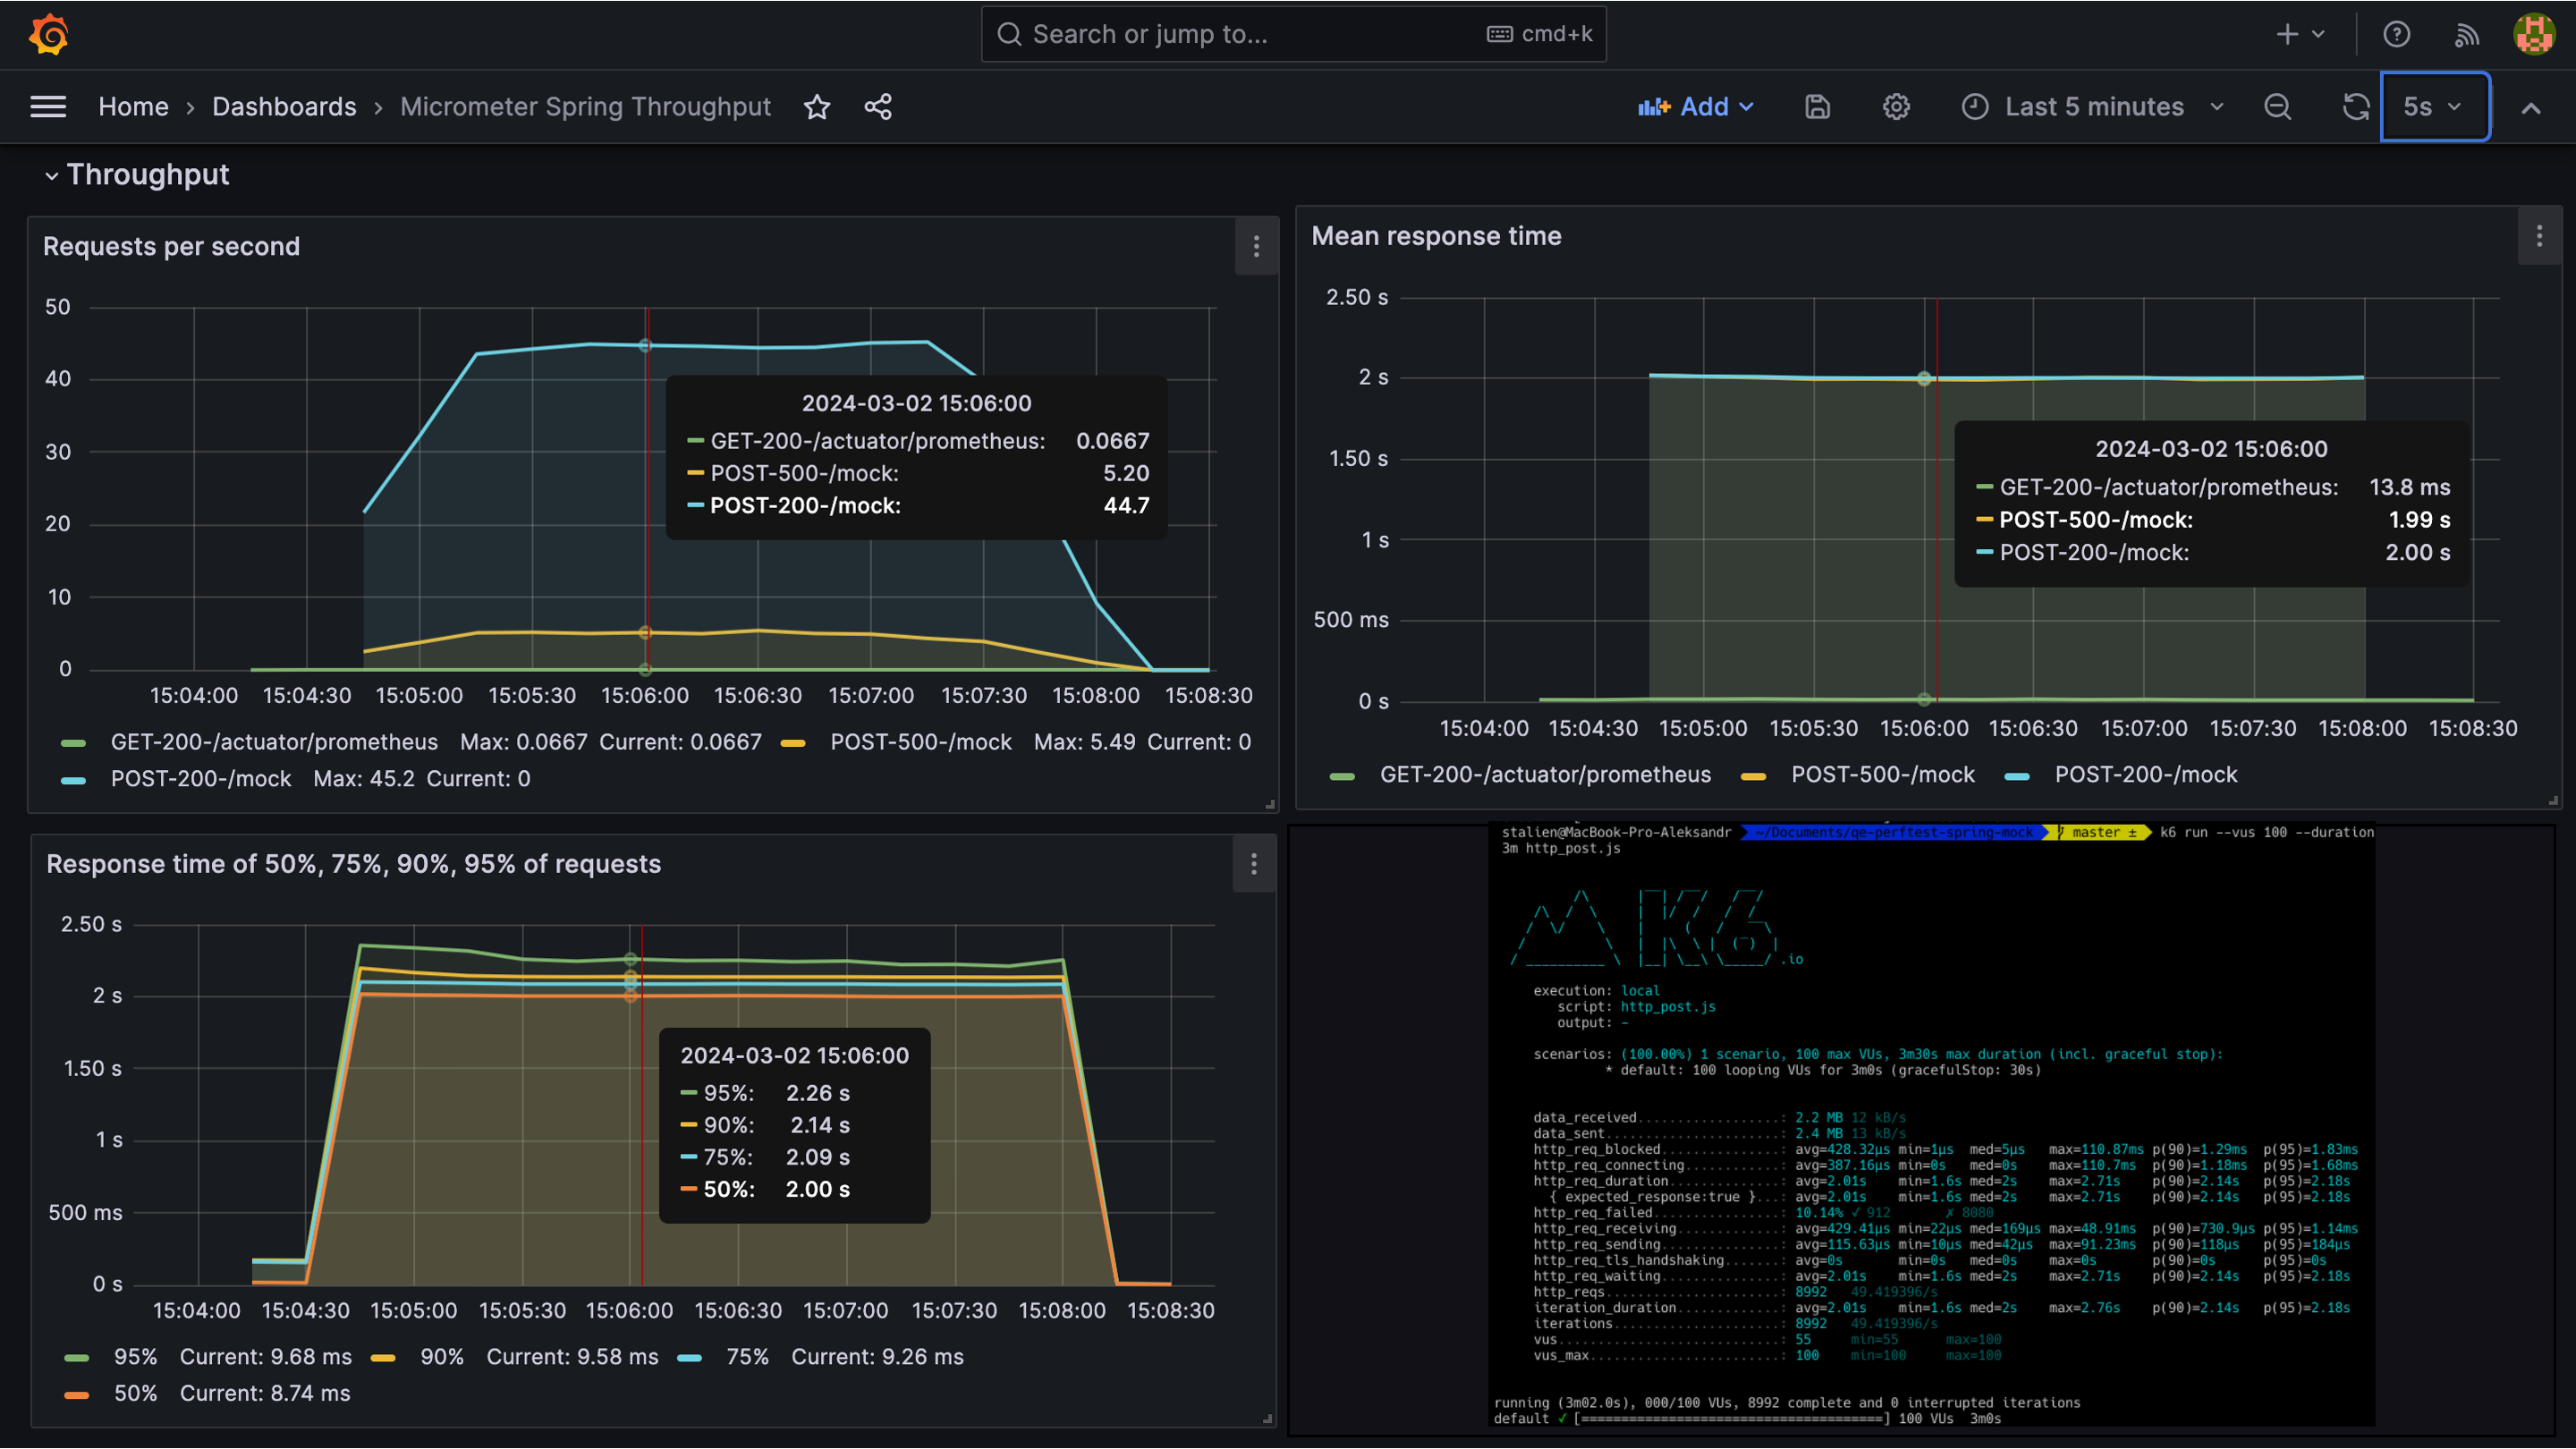 Search or jump to... cmd+k
Home › Dashboards › Micrometer Spring Throughput Add Last 5 minutes 5s
Throughput
Requests per second
50
40
30
20
10
0
15:04:00 15:04:30 15:05:00 15:05:30 15:06:00 15:06:30 15:07:00 15:07:30 15:08:00 15:08:30
2024-03-02 15:06:00
GET-200-/actuator/prometheus: 0.0667
POST-500-/mock: 5.20
POST-200-/mock: 44.7
GET-200-/actuator/prometheus Max: 0.0667 Current: 0.0667 POST-500-/mock Max: 5.49 Current: 0
POST-200-/mock Max: 45.2 Current: 0
Mean response time
2.50 s
2 s
1.50 s
1 s
500 ms
0 s
15:04:00 15:04:30 15:05:00 15:05:30 15:06:00 15:06:30 15:07:00 15:07:30 15:08:00 15:08:30
2024-03-02 15:06:00
GET-200-/actuator/prometheus: 13.8 ms
POST-500-/mock: 1.99 s
POST-200-/mock: 2.00 s
GET-200-/actuator/prometheus POST-500-/mock POST-200-/mock
Response time of 50%, 75%, 90%, 95% of requests
2.50 s
2 s
1.50 s
1 s
500 ms
0 s
15:04:00 15:04:30 15:05:00 15:05:30 15:06:00 15:06:30 15:07:00 15:07:30 15:08:00 15:08:30
2024-03-02 15:06:00
95%: 2.26 s
90%: 2.14 s
75%: 2.09 s
50%: 2.00 s
95% Current: 9.68 ms 90% Current: 9.58 ms 75% Current: 9.26 ms
50% Current: 8.74 ms
stalien@MacBook-Pro-Aleksandr ~/Documents/qe-perftest-spring-mock master ± k6 run --vus 100 --duration
3m http_post.js
K6
.io
execution: local
script: http_post.js
output: -
scenarios: (100.00%) 1 scenario, 100 max VUs, 3m30s max duration (incl. graceful stop):
* default: 100 looping VUs for 3m0s (gracefulStop: 30s)
data_received..................: 2.2 MB 12 kB/s
data_sent......................: 2.4 MB 13 kB/s
http_req_blocked...............: avg=428.32µs min=1µs med=5µs max=110.87ms p(90)=1.29ms p(95)=1.83ms
http_req_connecting............: avg=387.16µs min=0s med=0s max=110.7ms p(90)=1.18ms p(95)=1.68ms
http_req_duration..............: avg=2.01s min=1.6s med=2s max=2.71s p(90)=2.14s p(95)=2.18s
{ expected_response:true }...: avg=2.01s min=1.6s med=2s max=2.71s p(90)=2.14s p(95)=2.18s
http_req_failed................: 10.14% ✓ 912 ✗ 8080
http_req_receiving.............: avg=429.41µs min=22µs med=169µs max=48.91ms p(90)=730.9µs p(95)=1.14ms
http_req_sending...............: avg=115.63µs min=10µs med=42µs max=91.23ms p(90)=118µs p(95)=184µs
http_req_tls_handshaking.......: avg=0s min=0s med=0s max=0s p(90)=0s p(95)=0s
http_req_waiting...............: avg=2.01s min=1.6s med=2s max=2.71s p(90)=2.14s p(95)=2.18s
http_reqs......................: 8992 49.419396/s
iteration_duration.............: avg=2.01s min=1.6s med=2s max=2.76s p(90)=2.14s p(95)=2.18s
iterations.....................: 8992 49.419396/s
vus............................: 55 min=55 max=100
vus_max........................: 100 min=100 max=100
running (3m02.0s), 000/100 VUs, 8992 complete and 0 interrupted iterations
default ✓ [======================================] 100 VUs 3m0s